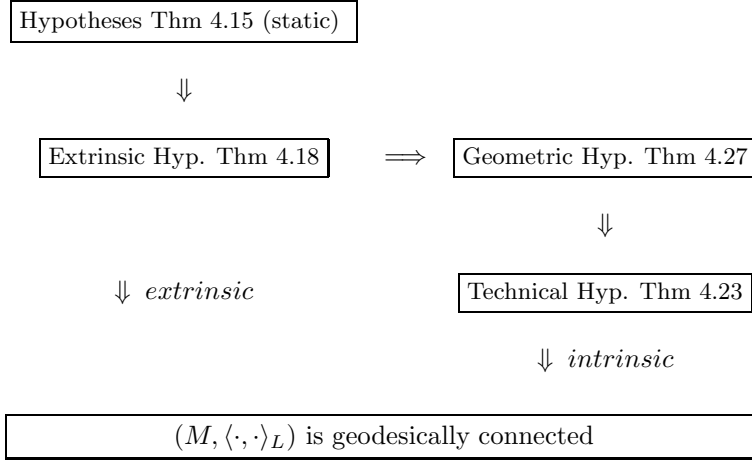 Hypotheses Thm 4.15 (static)
⇓
Extrinsic Hyp. Thm 4.18 ⟹ Geometric Hyp. Thm 4.27
⇓
⇓ extrinsic Technical Hyp. Thm 4.23
⇓ intrinsic
(M, ⟨·, ·⟩_L) is geodesically connected